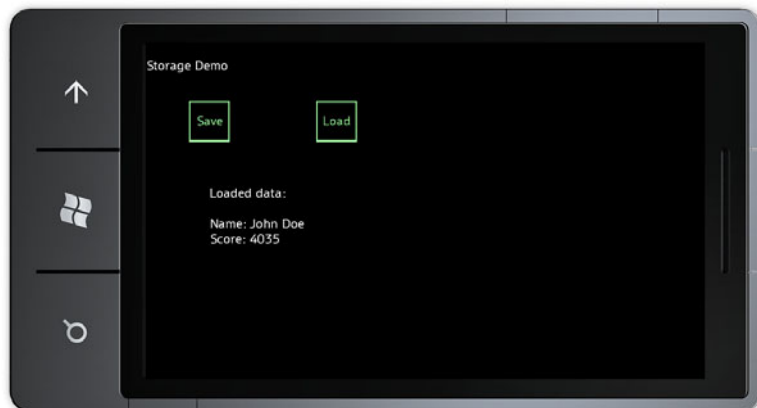 Storage Demo
Save
Load
Loaded data:
Name: John Doe
Score: 4035